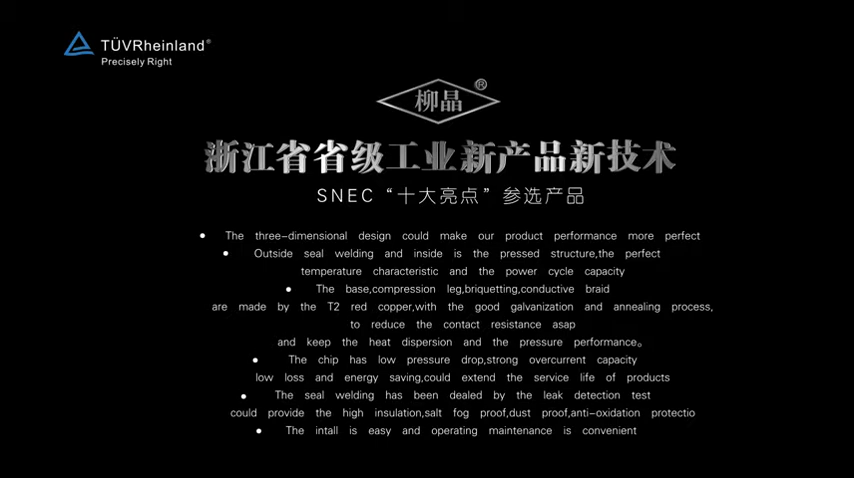 TÜVRheinland®
Precisely Right
柳晶®
浙江省省级工业新产品新技术
SNEC“十大亮点”参选产品
• The three-dimensional design could make our product performance more perfect
• Outside seal welding and inside is the pressed structure,the perfect
temperature characteristic and the power cycle capacity
• The base,compression leg,briquetting,conductive braid
are made by the T2 red copper,with the good galvanization and annealing process,
to reduce the contact resistance asap
and keep the heat dispersion and the pressure performance。
• The chip has low pressure drop,strong overcurrent capacity
low loss and energy saving,could extend the service life of products
• The seal welding has been dealed by the leak detection test
could provide the high insulation,salt fog proof,dust proof,anti-oxidation protectio
• The intall is easy and operating maintenance is convenient